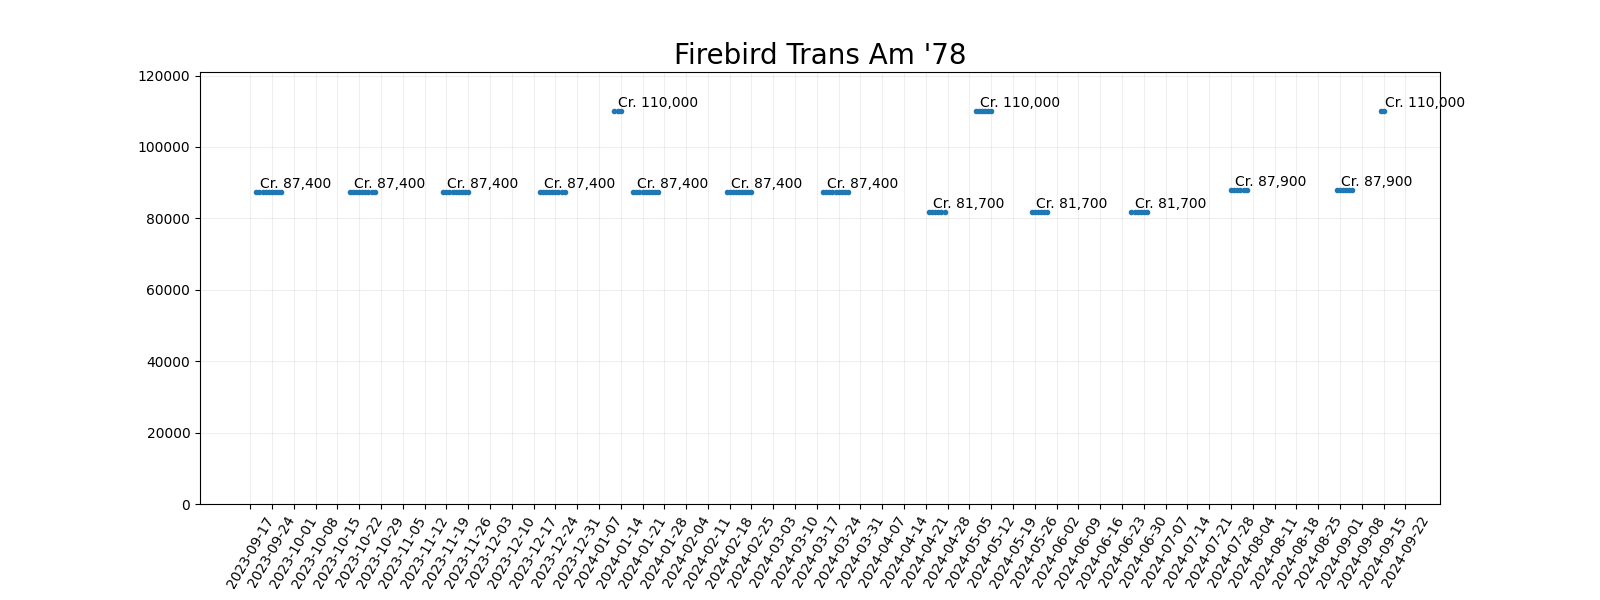 Firebird Trans Am '78
120000
Cr. 110,000 Cr. 110,000 Cr. 110,000
100000
Cr. 87,400 Cr. 87,400 Cr. 87,400 Cr. 87,400 Cr. 87,400 Cr. 87,400 Cr. 87,400 Cr. 87,900 Cr. 87,900
80000
Cr. 81,700 Cr. 81,700 Cr. 81,700
60000
40000
20000
0
2023-09-17 2023-09-24 2023-10-01 2023-10-08 2023-10-15 2023-10-22 2023-10-29 2023-11-05 2023-11-12 2023-11-19 2023-11-26 2023-12-03 2023-12-10 2023-12-17 2023-12-24 2023-12-31 2024-01-07 2024-01-14 2024-01-21 2024-01-28 2024-02-04 2024-02-11 2024-02-18 2024-02-25 2024-03-03 2024-03-10 2024-03-17 2024-03-24 2024-03-31 2024-04-07 2024-04-14 2024-04-21 2024-04-28 2024-05-05 2024-05-12 2024-05-19 2024-05-26 2024-06-02 2024-06-09 2024-06-16 2024-06-23 2024-06-30 2024-07-07 2024-07-14 2024-07-21 2024-07-28 2024-08-04 2024-08-11 2024-08-18 2024-08-25 2024-09-01 2024-09-08 2024-09-15 2024-09-22